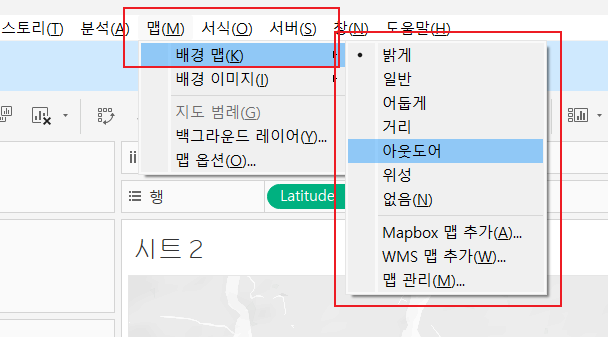 스토리(T) 분석(A) 맵(M) 서식(O) 서버(S) 창(N) 도움말(H)
배경 맵(K)
배경 이미지(I)
지도 범례(G)
백그라운드 레이어(Y)...
맵 옵션(O)...
• 밝게
일반
어둡게
거리
아웃도어
위성
없음(N)
Mapbox 맵 추가(A)...
WMS 맵 추가(W)...
맵 관리(M)...
행
Latitude
시트 2